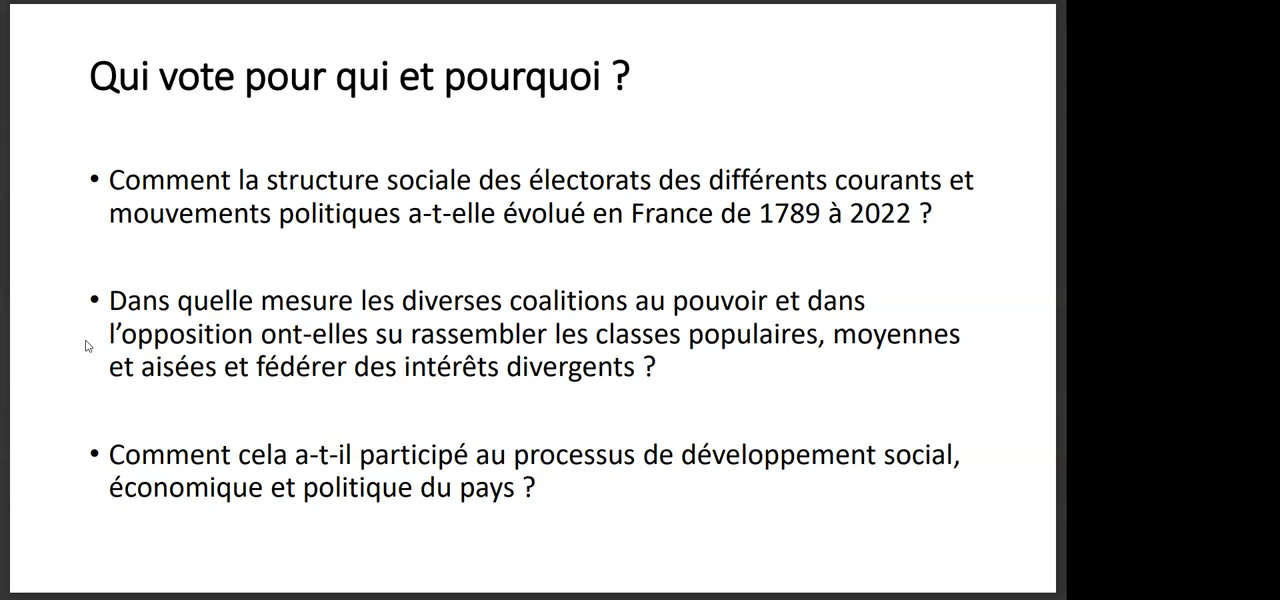 Qui vote pour qui et pourquoi ?
• Comment la structure sociale des électorats des différents courants et
mouvements politiques a-t-elle évolué en France de 1789 à 2022 ?
• Dans quelle mesure les diverses coalitions au pouvoir et dans
l’opposition ont-elles su rassembler les classes populaires, moyennes
et aisées et fédérer des intérêts divergents ?
• Comment cela a-t-il participé au processus de développement social,
économique et politique du pays ?